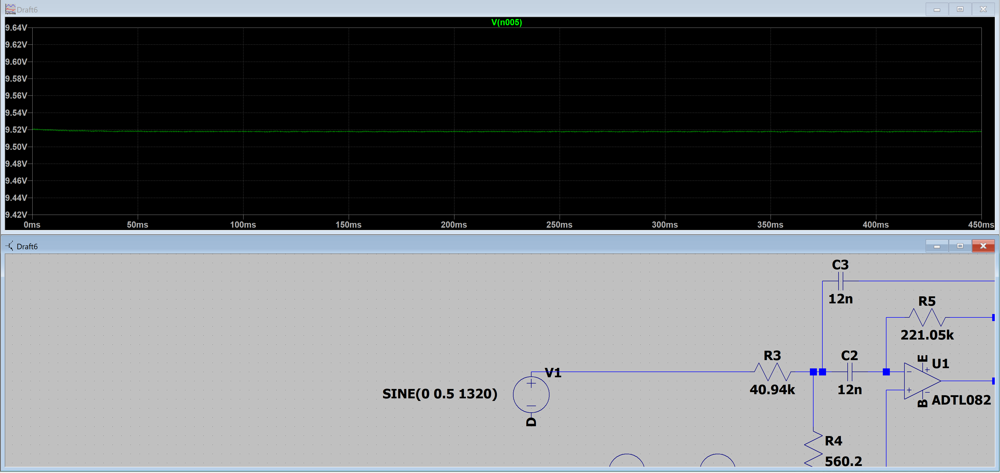 Draft6
V(n005)
9.64V
9.62V
9.60V
9.58V
9.56V
9.54V
9.52V
9.50V
9.48V
9.46V
9.44V
9.42V
0ms 50ms 100ms 150ms 200ms 250ms 300ms 350ms 400ms 450ms
Draft6
C3
12n
R5
221.05k
R3
C2
E
U1
V1
SINE(0 0.5 1320)
40.94k
12n
B
ADTL082
D
R4
560.2